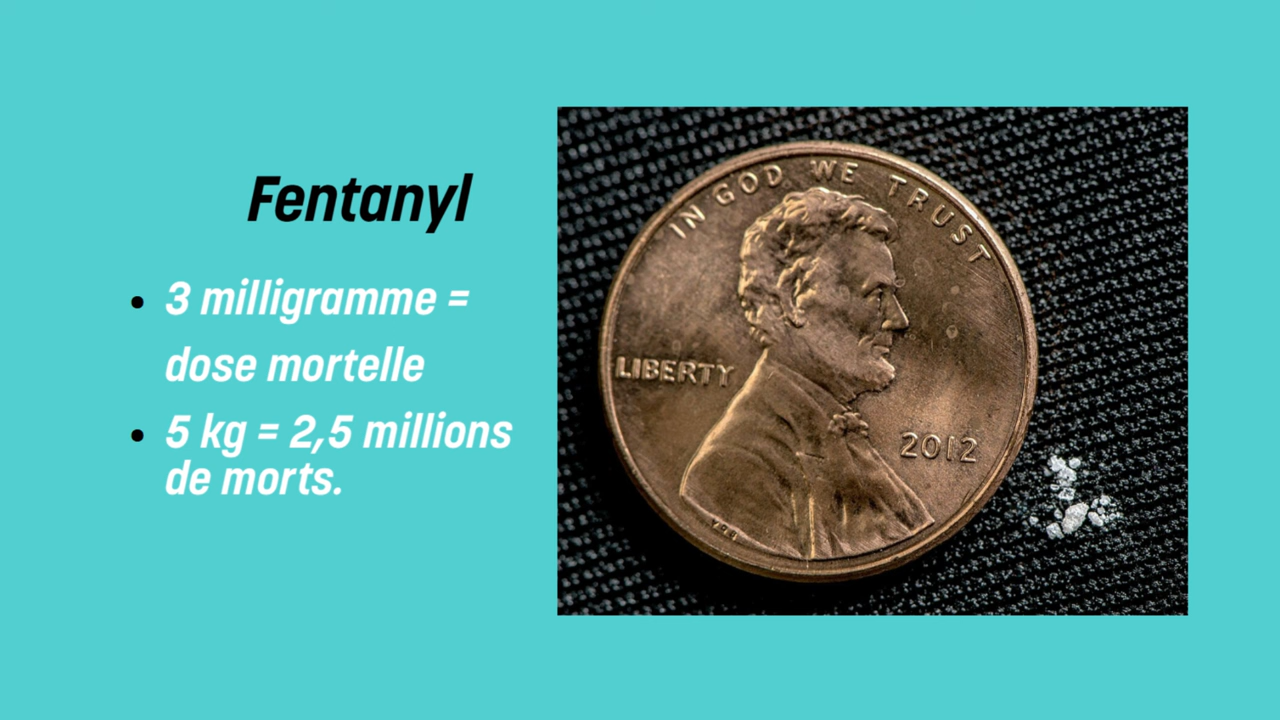 Fentanyl
• 3 milligramme =
dose mortelle
• 5 kg = 2,5 millions
de morts.
IN GOD WE TRUST
LIBERTY
2012